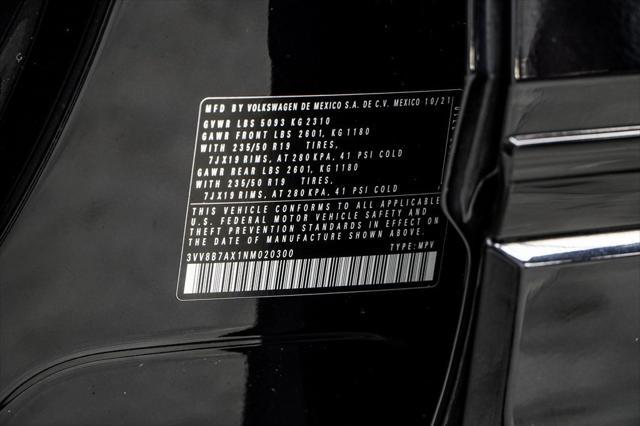 MFD BY VOLKSWAGEN DE MEXICO S.A. DE C.V. MEXICO 10/21
GVWR LBS 5093 KG 2310
GAWR FRONT LBS 2601, KG 1180
WITH 235/50 R19 TIRES,
7JX19 RIMS, AT 280 KPA, 41 PSI COLD
GAWR REAR LBS 2601, KG 1180
WITH 235/50 R19 TIRES,
7JX19 RIMS, AT 280 KPA, 41 PSI COLD
THIS VEHICLE CONFORMS TO ALL APPLICABLE
U.S. FEDERAL MOTOR VEHICLE SAFETY AND
THEFT PREVENTION STANDARDS IN EFFECT ON
THE DATE OF MANUFACTURE SHOWN ABOVE.
3VV8B7AX1NM020300 TYPE: MPV